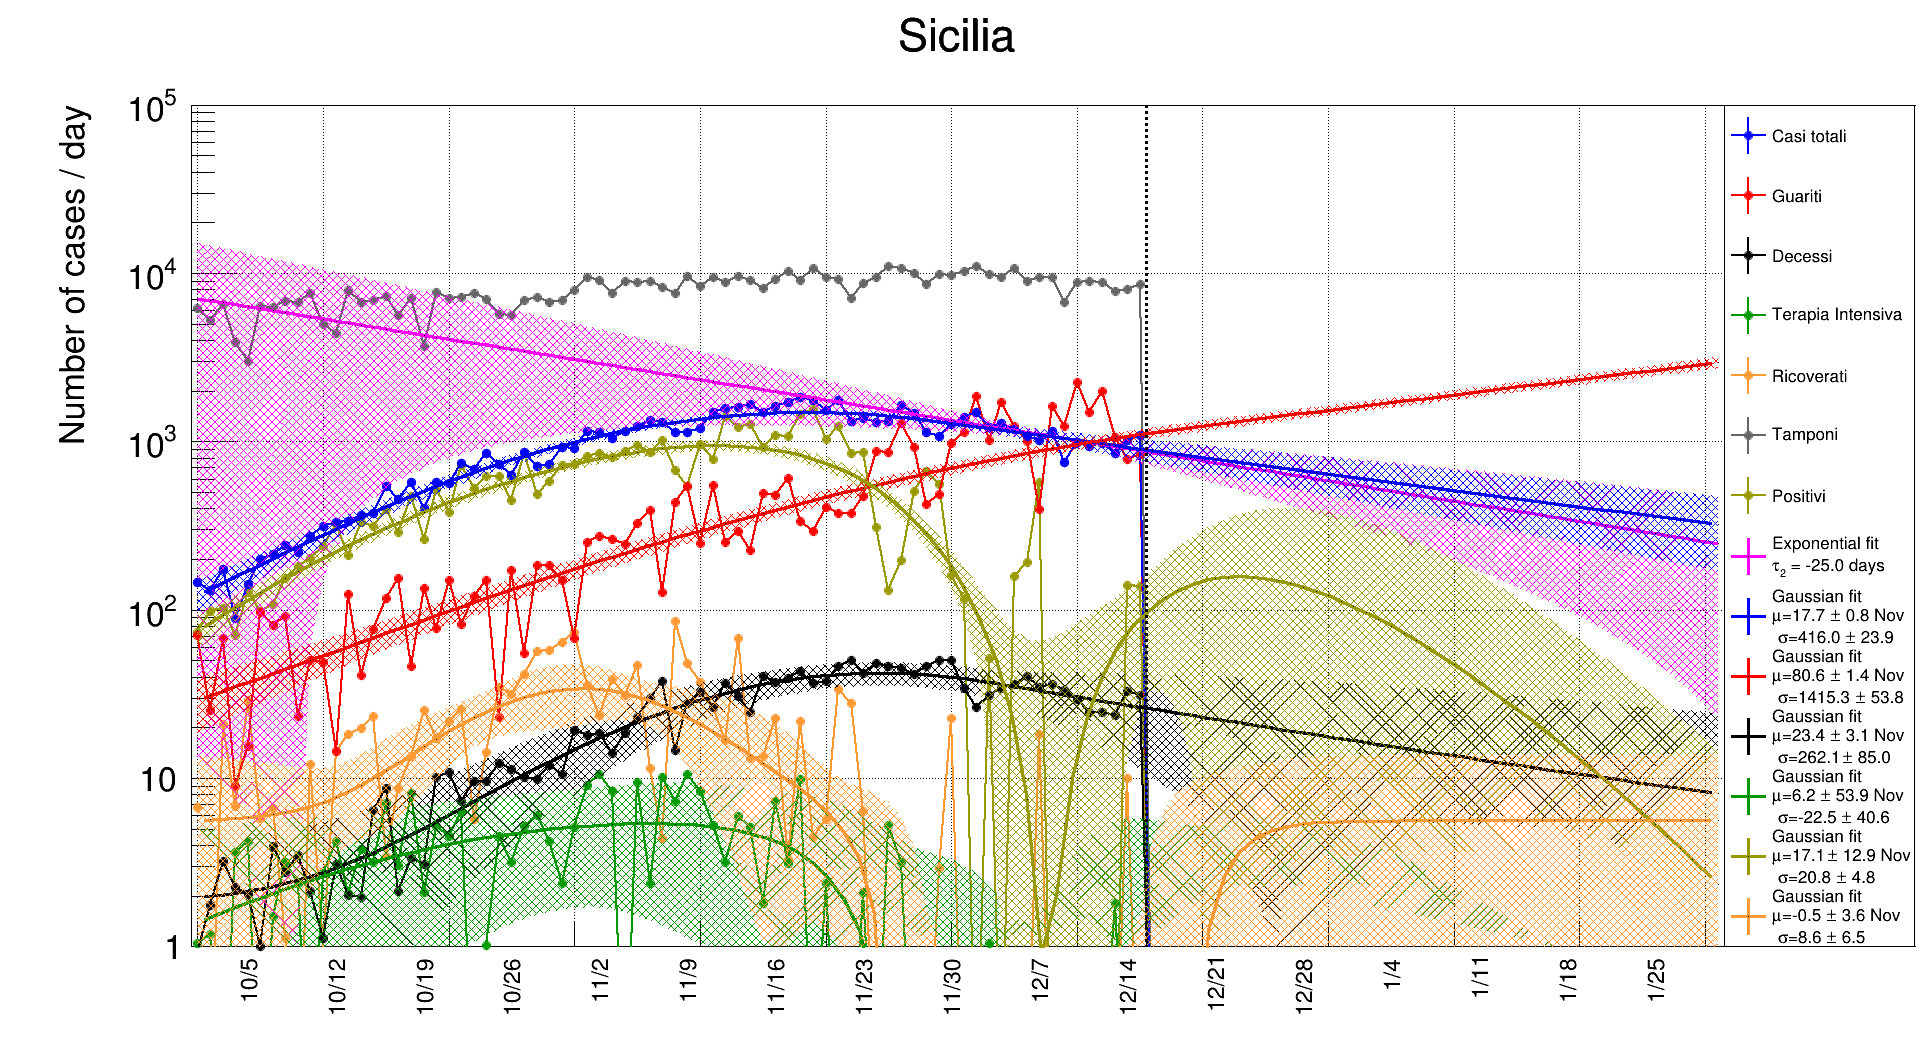 Sicilia
Number of cases / day
10^5
10^4
10^3
10^2
10
1
10/5
10/12
10/19
10/26
11/2
11/9
11/16
11/23
11/30
12/7
12/14
12/21
12/28
1/4
1/11
1/18
1/25
Casi totali
Guariti
Decessi
Terapia Intensiva
Ricoverati
Tamponi
Positivi
Exponential fit
τ2 = -25.0 days
Gaussian fit
μ=17.7 ± 0.8 Nov
σ=416.0 ± 23.9
Gaussian fit
μ=80.6 ± 1.4 Nov
σ=1415.3 ± 53.8
Gaussian fit
μ=23.4 ± 3.1 Nov
σ=262.1 ± 85.0
Gaussian fit
μ=6.2 ± 53.9 Nov
σ=-22.5 ± 40.6
Gaussian fit
μ=17.1 ± 12.9 Nov
σ=20.8 ± 4.8
Gaussian fit
μ=-0.5 ± 3.6 Nov
σ=8.6 ± 6.5